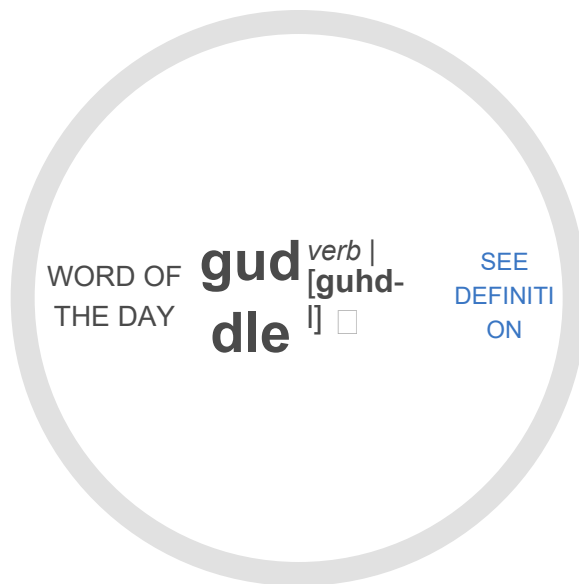 WORD OF
THE DAY
gud
dle
verb |
[guhd-
l]
SEE
DEFINITI
ON